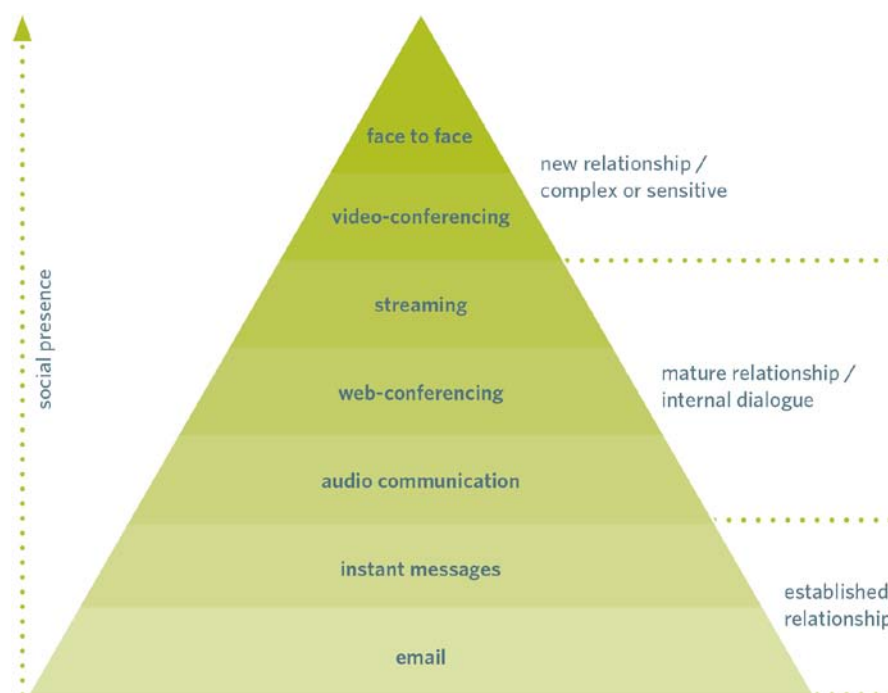 face to face
new relationship /
complex or sensitive
video-conferencing
streaming
social presence
mature relationship /
internal dialogue
web-conferencing
audio communication
instant messages
established
relationship
email